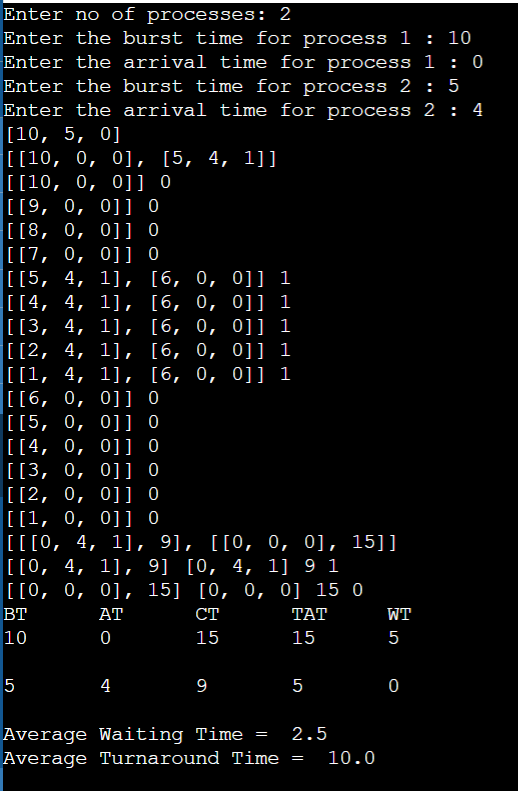 Enter no of processes: 2
Enter the burst time for process 1 : 10
Enter the arrival time for process 1 : 0
Enter the burst time for process 2 : 5
Enter the arrival time for process 2 : 4
[10, 5, 0]
[[10, 0, 0], [5, 4, 1]]
[[10, 0, 0]] 0
[[9, 0, 0]] 0
[[8, 0, 0]] 0
[[7, 0, 0]] 0
[[5, 4, 1], [6, 0, 0]] 1
[[4, 4, 1], [6, 0, 0]] 1
[[3, 4, 1], [6, 0, 0]] 1
[[2, 4, 1], [6, 0, 0]] 1
[[1, 4, 1], [6, 0, 0]] 1
[[6, 0, 0]] 0
[[5, 0, 0]] 0
[[4, 0, 0]] 0
[[3, 0, 0]] 0
[[2, 0, 0]] 0
[[1, 0, 0]] 0
[[[0, 4, 1], 9], [[0, 0, 0], 15]]
[[0, 4, 1], 9] [0, 4, 1] 9 1
[[0, 0, 0], 15] [0, 0, 0] 15 0
BT AT CT TAT WT
10 0 15 15 5
5 4 9 5 0
Average Waiting Time =  2.5
Average Turnaround Time =  10.0